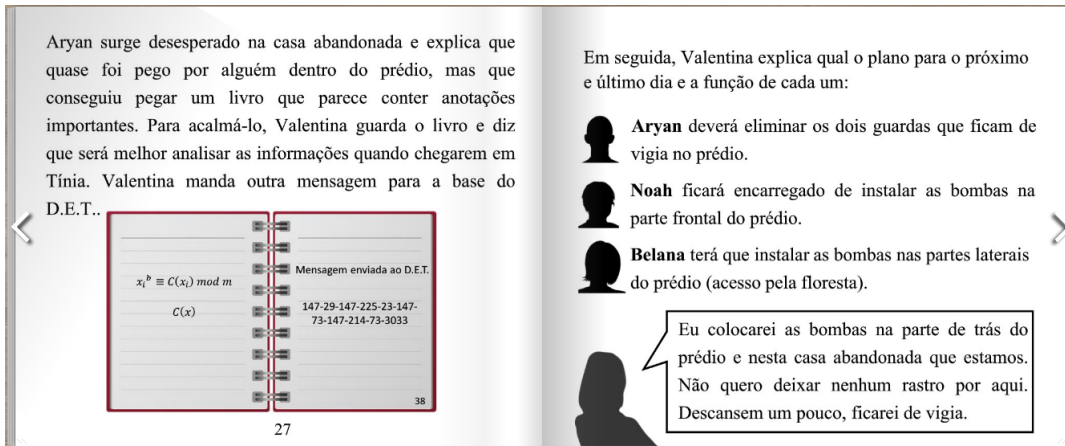 Aryan surge desesperado na casa abandonada e explica que
quase foi pego por alguém dentro do prédio, mas que
conseguiu pegar um livro que parece conter anotações
importantes. Para acalmá-lo, Valentina guarda o livro e diz
que será melhor analisar as informações quando chegarem em
Tínia. Valentina manda outra mensagem para a base do
D.E.T..
x_i^b ≡ C(x_i) mod m
C(x)
Mensagem enviada ao D.E.T.
147-29-147-225-23-147-
73-147-214-73-3033
38
27
Em seguida, Valentina explica qual o plano para o próximo
e último dia e a função de cada um:
Aryan deverá eliminar os dois guardas que ficam de
vigia no prédio.
Noah ficará encarregado de instalar as bombas na
parte frontal do prédio.
Belana terá que instalar as bombas nas partes laterais
do prédio (acesso pela floresta).
Eu colocarei as bombas na parte de trás do
prédio e nesta casa abandonada que estamos.
Não quero deixar nenhum rastro por aqui.
Descansem um pouco, ficarei de vigia.